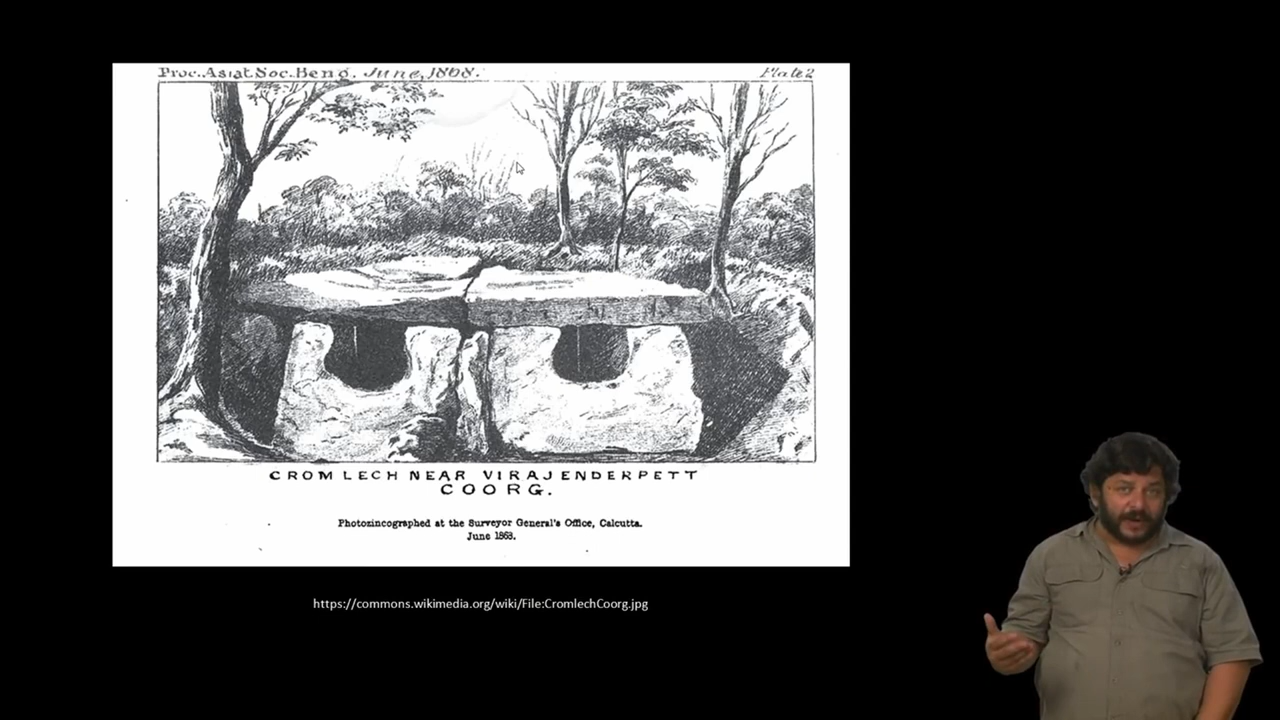 Proc. Asiat. Soc. Beng. June, 1868. Plate 2
CROMLECH NEAR VIRAJENDERPETT
COORG.
Photozincographed at the Surveyor General's Office, Calcutta.
June 1868.
https://commons.wikimedia.org/wiki/File:CromlechCoorg.jpg